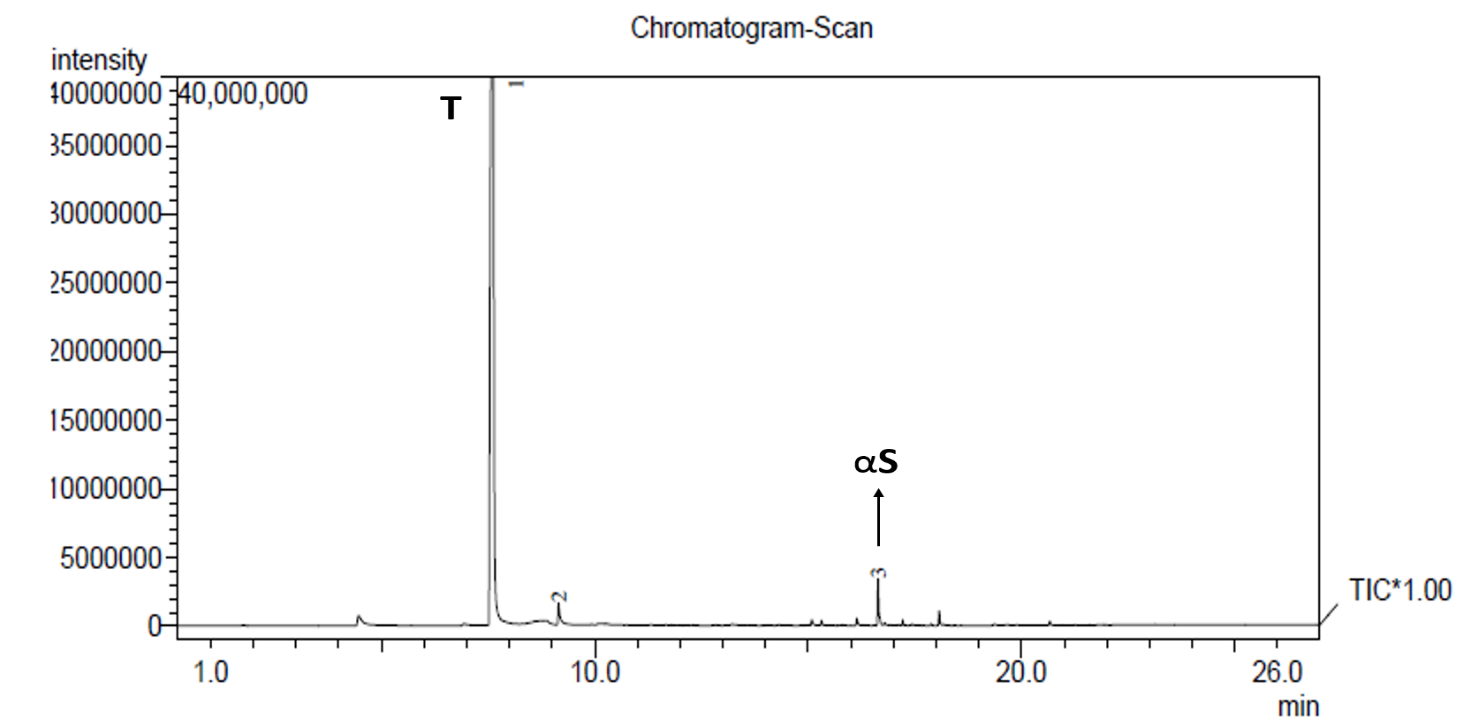 Chromatogram-Scan
intensity
40000000 40,000,000
T
1
35000000
30000000
25000000
20000000
15000000
αS
10000000
5000000
3
2
TIC*1.00
0
1.0 10.0 20.0 26.0
min